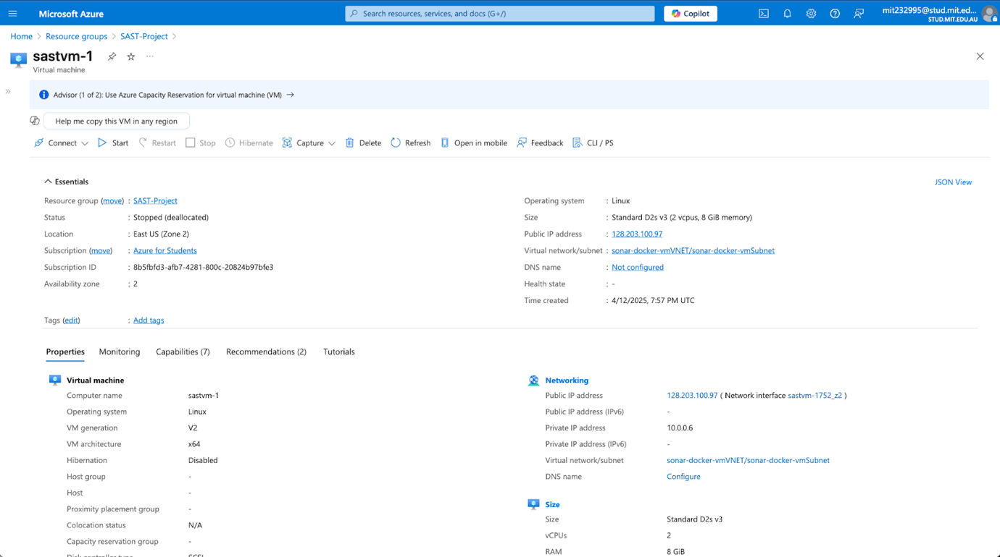 Microsoft Azure
Search resources, services, and docs (G+/)
Copilot
mit232995@stud.mit.ed...
STUD.MIT.EDU.AU
Home > Resource groups > SAST-Project >
sastvm-1
Virtual machine
Advisor (1 of 2): Use Azure Capacity Reservation for virtual machine (VM) →
Help me copy this VM in any region
Connect Start Restart Stop Hibernate Capture Delete Refresh Open in mobile Feedback CLI / PS
Essentials
JSON View
Resource group (move) : SAST-Project
Status : Stopped (deallocated)
Location : East US (Zone 2)
Subscription (move) : Azure for Students
Subscription ID : 8b5fbfd3-afb7-4281-800c-20824b97bfe3
Availability zone : 2
Operating system : Linux
Size : Standard D2s v3 (2 vcpus, 8 GiB memory)
Public IP address : 128.203.100.97
Virtual network/subnet : sonar-docker-vmVNET/sonar-docker-vmSubnet
DNS name : Not configured
Health state : -
Time created : 4/12/2025, 7:57 PM UTC
Tags (edit) : Add tags
Properties Monitoring Capabilities (7) Recommendations (2) Tutorials
Virtual machine
Computer name sastvm-1
Operating system Linux
VM generation V2
VM architecture x64
Hibernation Disabled
Host group -
Host -
Proximity placement group -
Colocation status N/A
Capacity reservation group -
Disk controller type SCSI
Networking
Public IP address 128.203.100.97 ( Network interface sastvm-1752_z2 )
Public IP address (IPv6) -
Private IP address 10.0.0.6
Private IP address (IPv6) -
Virtual network/subnet sonar-docker-vmVNET/sonar-docker-vmSubnet
DNS name Configure
Size
Size Standard D2s v3
vCPUs 2
RAM 8 GiB